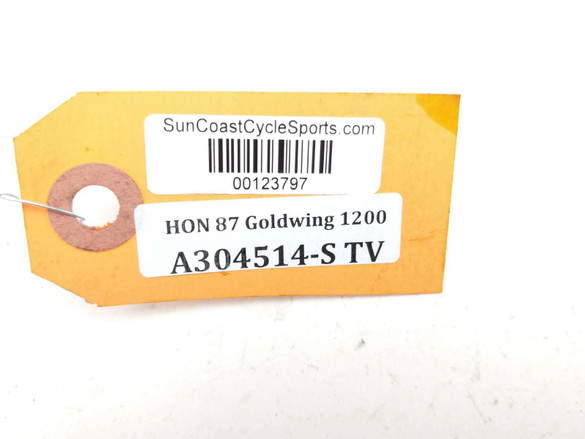 SunCoastCycleSports.com
00123797
HON 87 Goldwing 1200
A304514-S TV